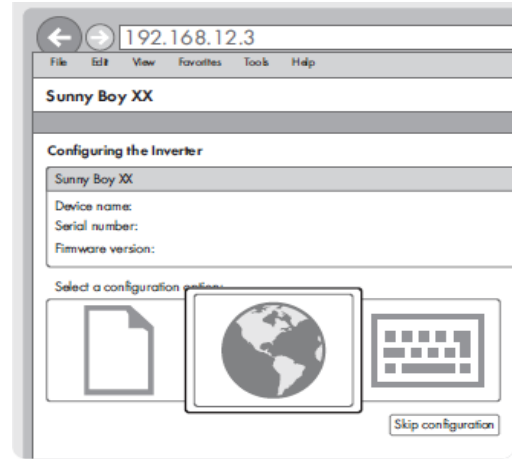 192.168.12.3
File Edit View Favorites Tools Help
Sunny Boy XX
Configuring the Inverter
Sunny Boy XX
Device name:
Serial number:
Firmware version:
Select a configuration option:
Skip configuration